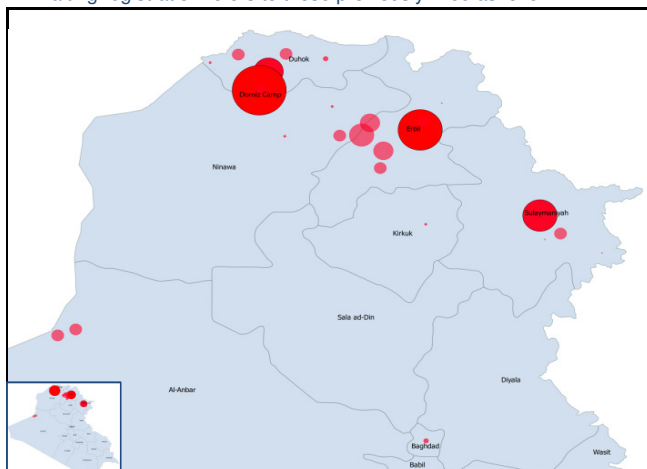 Duhok
Domiz Camp
Erbil
Ninawa
Sulaymaniyah
Kirkuk
Sala ad-Din
Al-Anbar
Diyala
Baghdad
Babil
Wasit